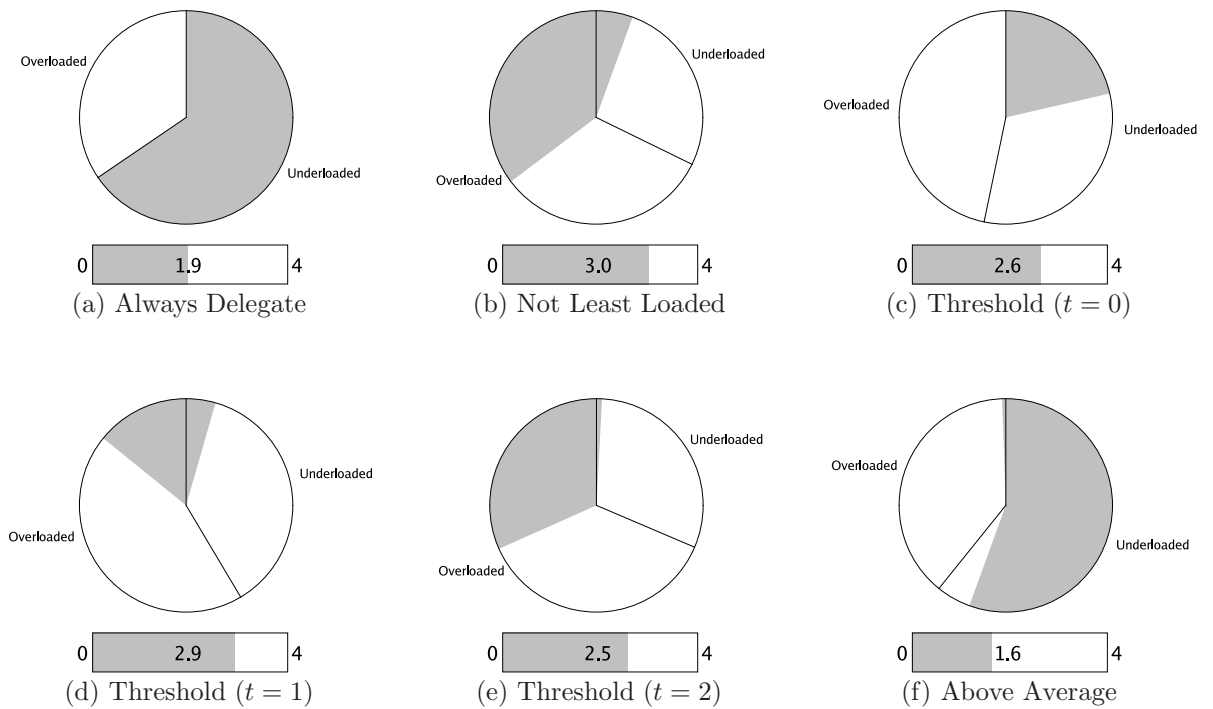 Overloaded
Underloaded
0 1.9 4
(a) Always Delegate
Underloaded
Overloaded
0 3.0 4
(b) Not Least Loaded
Overloaded
Underloaded
0 2.6 4
(c) Threshold (t = 0)
Underloaded
Overloaded
0 2.9 4
(d) Threshold (t = 1)
Underloaded
Overloaded
0 2.5 4
(e) Threshold (t = 2)
Overloaded
Underloaded
0 1.6 4
(f) Above Average